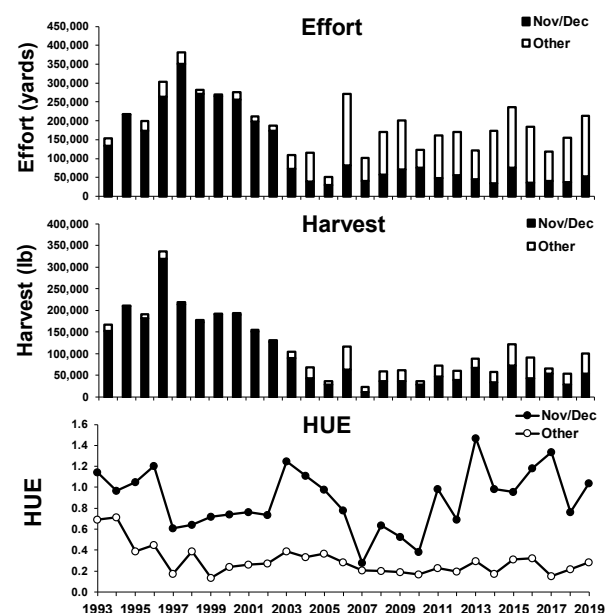 Effort
Nov/Dec
Other
Effort (yards)
450,000
400,000
350,000
300,000
250,000
200,000
150,000
100,000
50,000
0
Harvest
Nov/Dec
Other
Harvest (lb)
400,000
350,000
300,000
250,000
200,000
150,000
100,000
50,000
0
HUE
Nov/Dec
Other
HUE
1.6
1.4
1.2
1.0
0.8
0.6
0.4
0.2
0.0
1993 1995 1997 1999 2001 2003 2005 2007 2009 2011 2013 2015 2017 2019